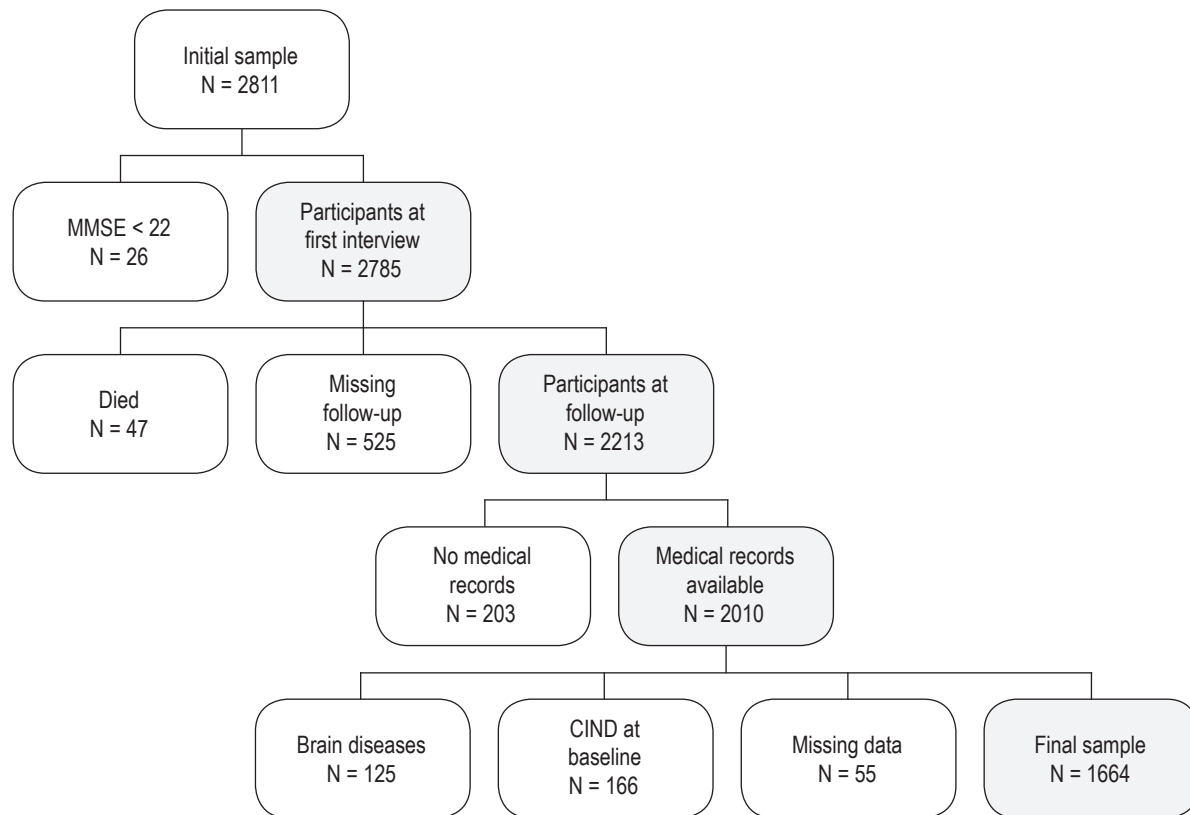 Initial sample
N = 2811
MMSE < 22
N = 26
Participants at
first interview
N = 2785
Died
N = 47
Missing
follow-up
N = 525
Participants at
follow-up
N = 2213
No medical
records
N = 203
Medical records
available
N = 2010
Brain diseases
N = 125
CIND at
baseline
N = 166
Missing data
N = 55
Final sample
N = 1664